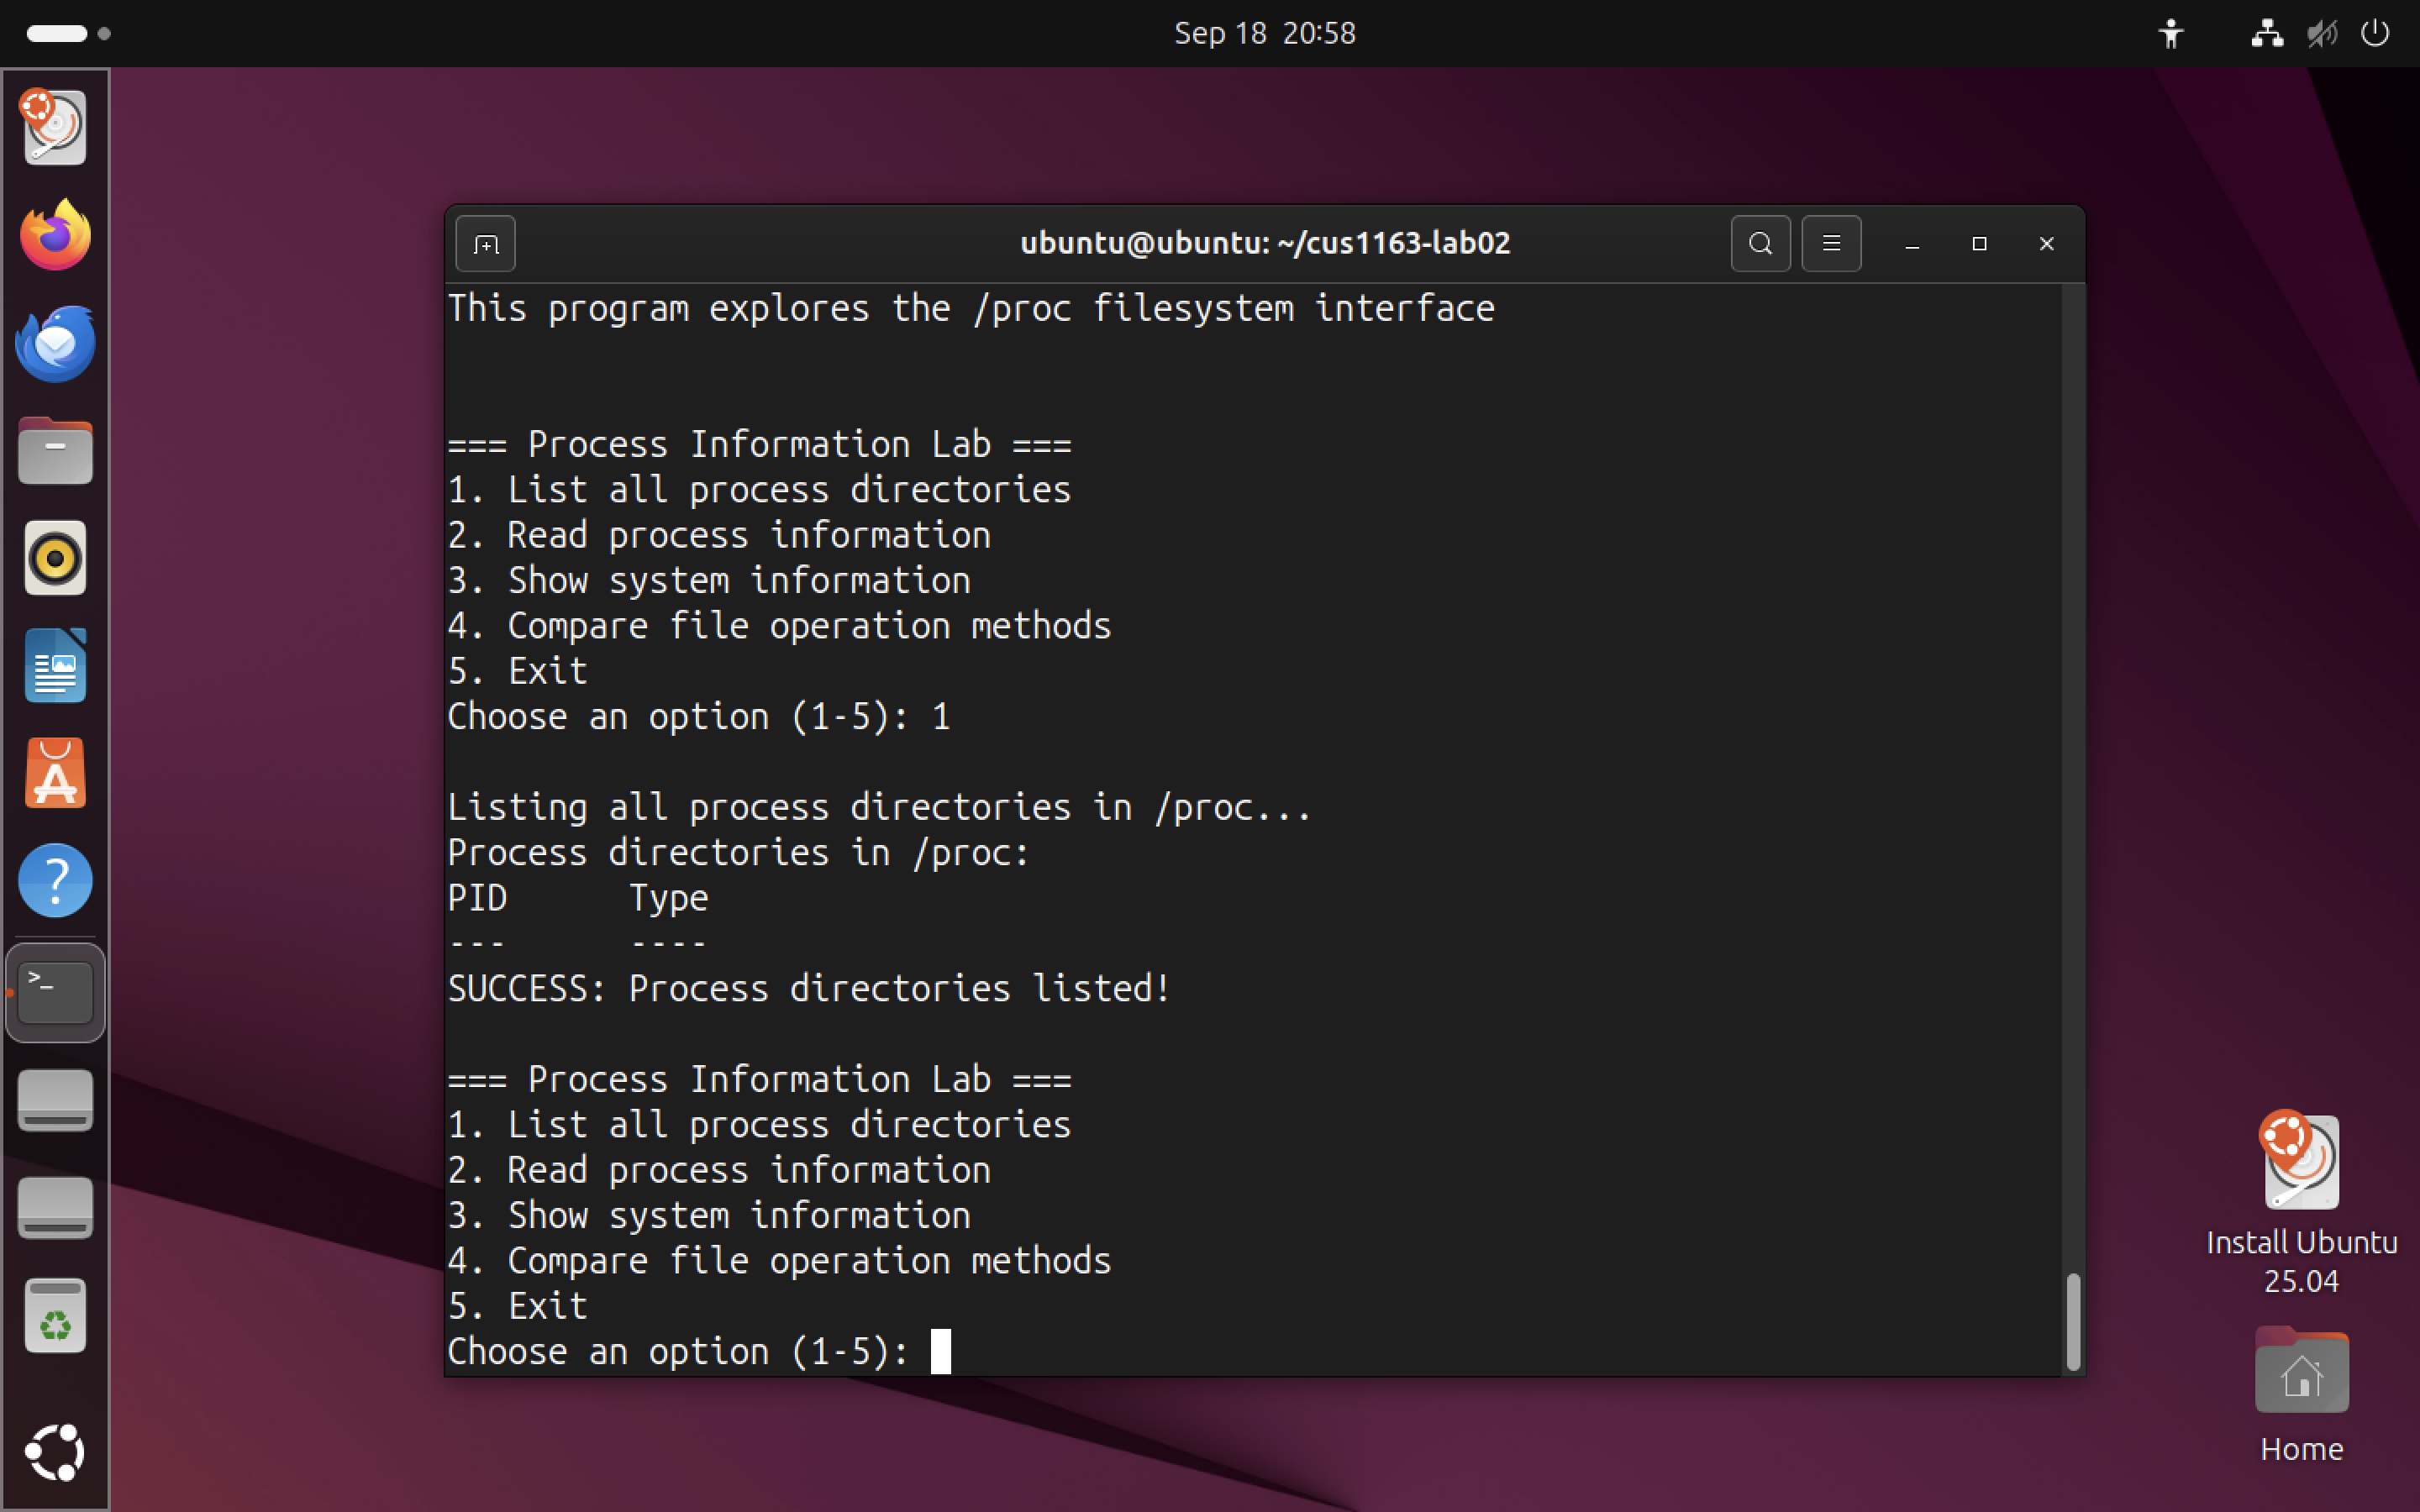 Sep 18  20:58
ubuntu@ubuntu: ~/cus1163-lab02
This program explores the /proc filesystem interface
=== Process Information Lab ===
1. List all process directories
2. Read process information
3. Show system information
4. Compare file operation methods
5. Exit
Choose an option (1-5): 1
Listing all process directories in /proc...
Process directories in /proc:
PID      Type
---      ----
SUCCESS: Process directories listed!
=== Process Information Lab ===
1. List all process directories
2. Read process information
3. Show system information
4. Compare file operation methods
5. Exit
Choose an option (1-5):
Install Ubuntu
25.04
Home